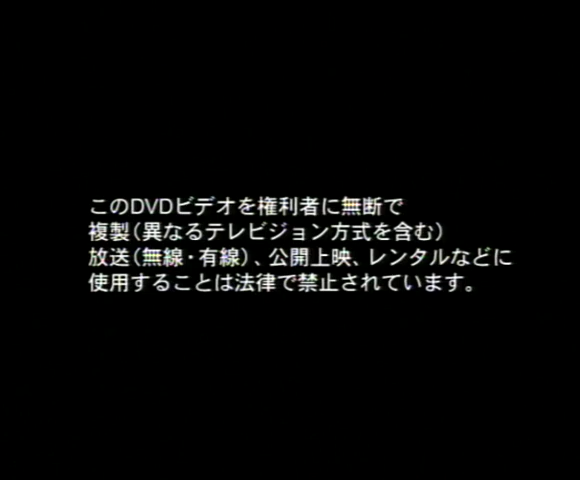 このDVDビデオを権利者に無断で
複製(異なるテレビジョン方式を含む)
放送(無線・有線)、公開上映、レンタルなどに
使用することは法律で禁止されています。